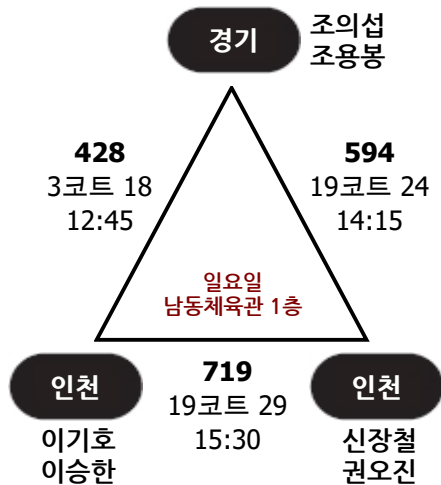 경기
조의섭
조용봉
428
3코트 18
12:45
594
19코트 24
14:15
일요일
남동체육관 1층
인천
이기호
이승한
719
19코트 29
15:30
인천
신장철
권오진